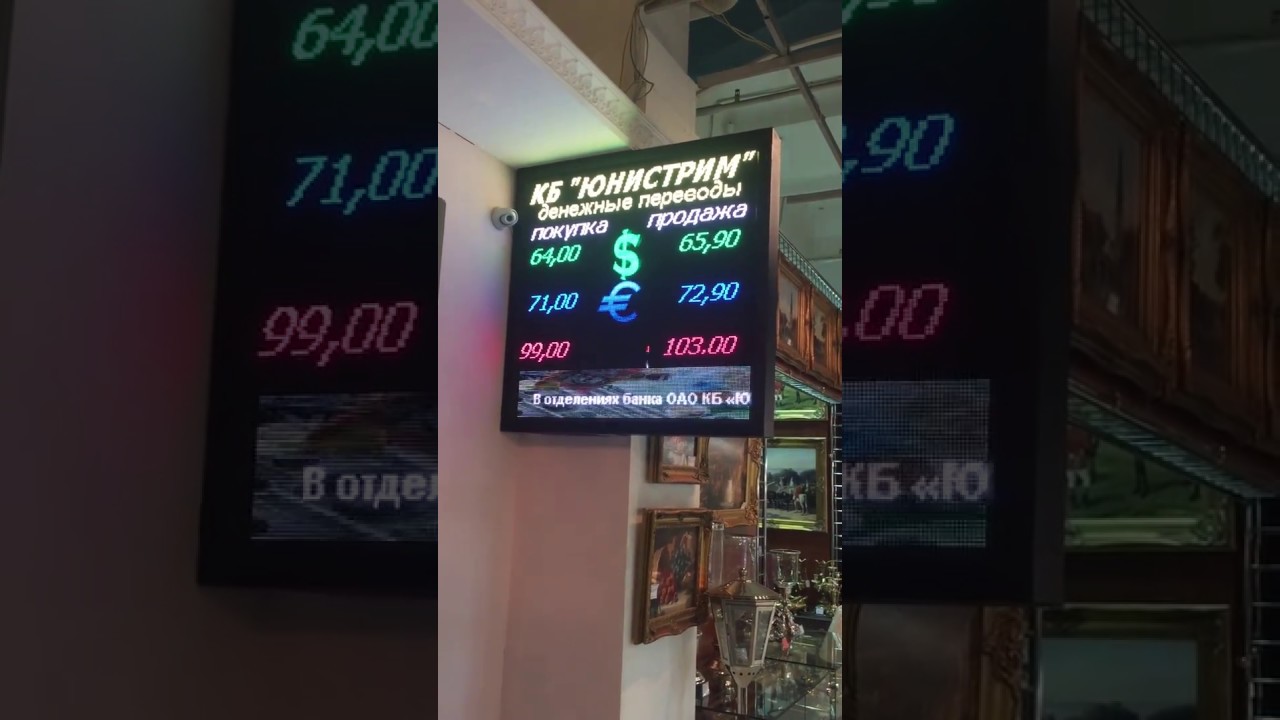 КБ "ЮНИСТРИМ"
денежные переводы
покупка продажа
64,00 $ 65,90
71,00 € 72,90
99,00 103,00
В отделениях банка ОАО КБ «Ю